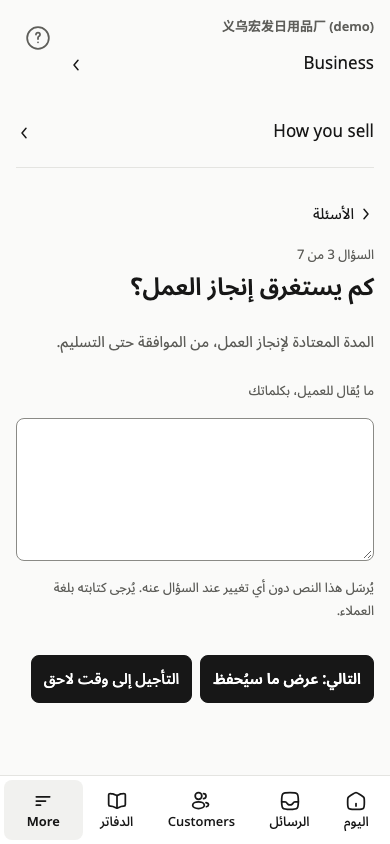 义乌宏发日用品厂 (demo)
Business
How you sell
الأسئلة
السؤال 3 من 7
كم يستغرق إنجاز العمل؟
المدة المعتادة لإنجاز العمل، من الموافقة حتى التسليم.
ما يُقال للعميل، بكلماتك
يُرسَل هذا النص دون أي تغيير عند السؤال عنه. يُرجى كتابته بلغة
العملاء.
التالي: عرض ما سيُحفظ
التأجيل إلى وقت لاحق
اليوم
الرسائل
Customers
الدفاتر
More